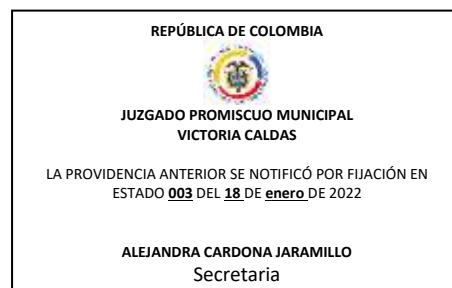 REPÚBLICA DE COLOMBIA
JUZGADO PROMISCUO MUNICIPAL
VICTORIA CALDAS
LA PROVIDENCIA ANTERIOR SE NOTIFICÓ POR FIJACIÓN EN
ESTADO 003 DEL 18 DE enero DE 2022
ALEJANDRA CARDONA JARAMILLO
Secretaria